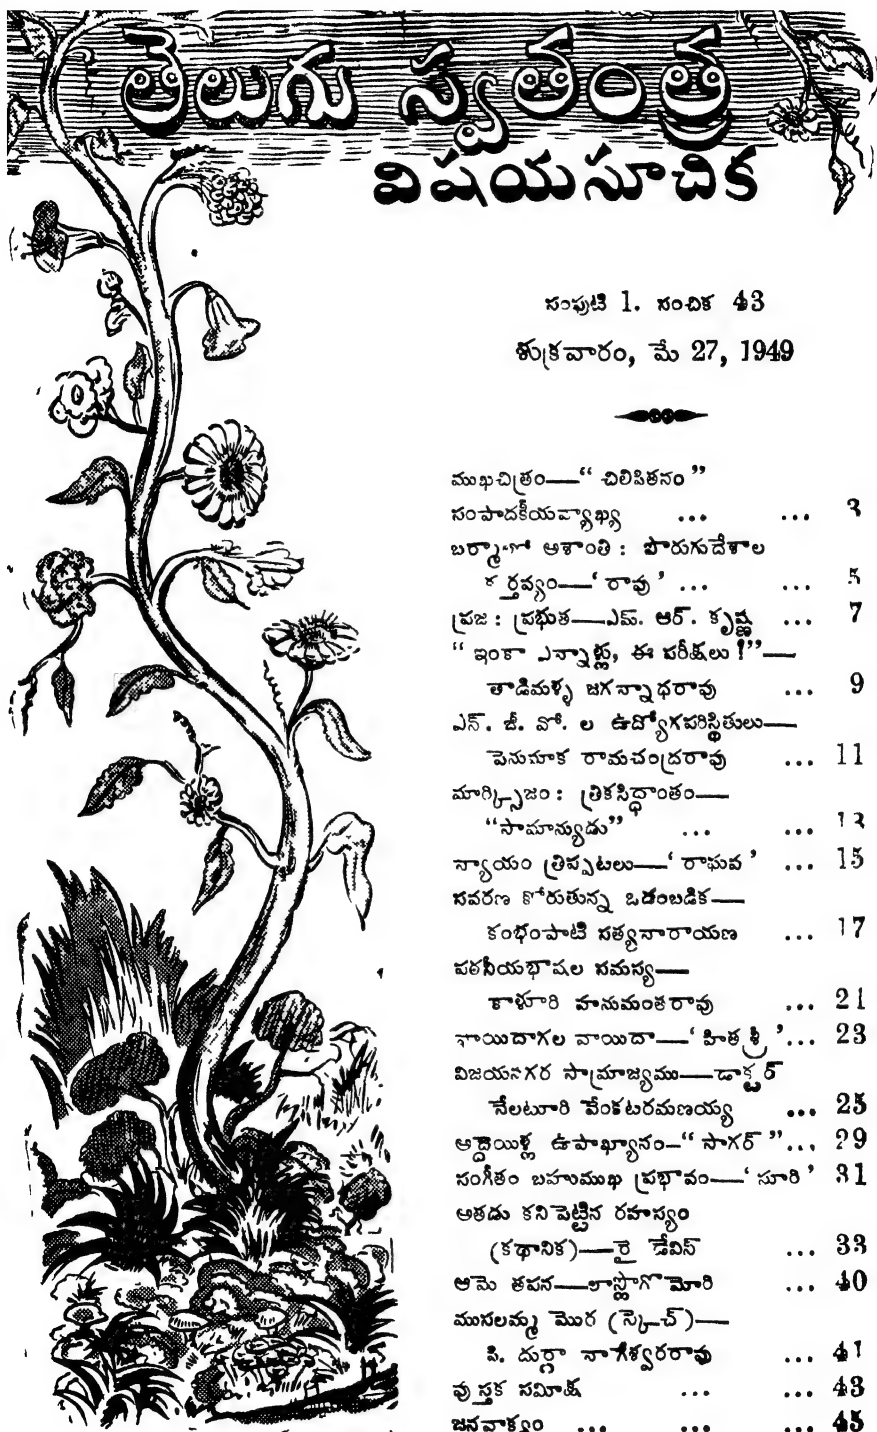 తెలుగు స్వతంత్ర
విషయసూచిక
సంపుటి 1. సంచిక 43
శుక్రవారం, మే 27, 1949
ముఖచిత్రం—“ చిలిపితనం ”
సంపాదకీయవ్యాఖ్య ... ... 3
బర్మాలో అశాంతి : పొరుగుదేశాల
కర్తవ్యం—‘ రావు ’ ... ... 5
ప్రజ : ప్రభుత—ఎమ్. ఆర్. కృష్ణ ... 7
“ ఇంకా ఎన్నాళ్లు, ఈ పరీక్షలు !”—
తాడిమళ్ళ జగన్నాధరావు ... 9
ఎన్. జీ. వో. ల ఉద్యోగపరిస్థితులు—
పెనుమాక రామచంద్రరావు ... 11
మార్క్సిజం : త్రికసిద్ధాంతం—
“సామాన్యుడు” ... ... 13
న్యాయం త్రిప్పటలు—‘ రాఘవ ’ ... 15
సవరణ కోరుతున్న ఒడంబడిక—
కంభంపాటి సత్యనారాయణ ... 17
పఠనీయభాషల సమస్య—
కాళూరి హనుమంతరావు ... 21
వాయిదాగల వాయిదా—‘ హితశ్రీ ’... 23
విజయనగర సామ్రాజ్యము—డాక్టర్
నేలటూరి వేంకటరమణయ్య ... 25
అద్దాయిళ్ల ఉపాఖ్యానం–“ సాగర్ ”... 29
సంగీతం బహుముఖ ప్రభావం—‘ సూరి ’ 31
అతడు కనిపెట్టిన రహస్యం
(కథానిక)—రై డేవిస్ ... 33
ఆమె తపన—లాస్లాగొమోరి ... 40
ముసలమ్మ మొర (స్కెచ్)—
పి. దుర్గా నాగేశ్వరరావు ... 41
పుస్తక సమీక్ష ... ... 43
జనవాక్యం ... ... ... 45